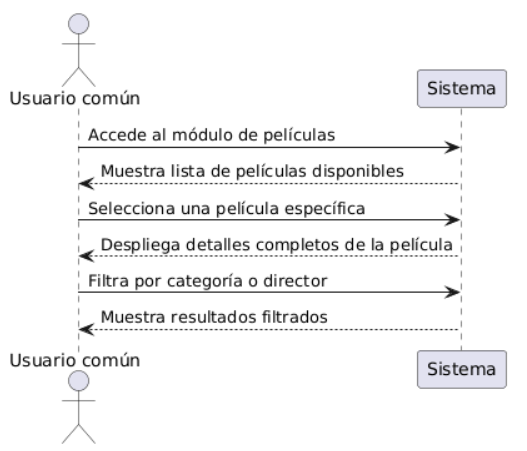 Usuario común
Sistema
Accede al módulo de películas
Muestra lista de películas disponibles
Selecciona una película específica
Despliega detalles completos de la película
Filtra por categoría o director
Muestra resultados filtrados
Usuario común
Sistema